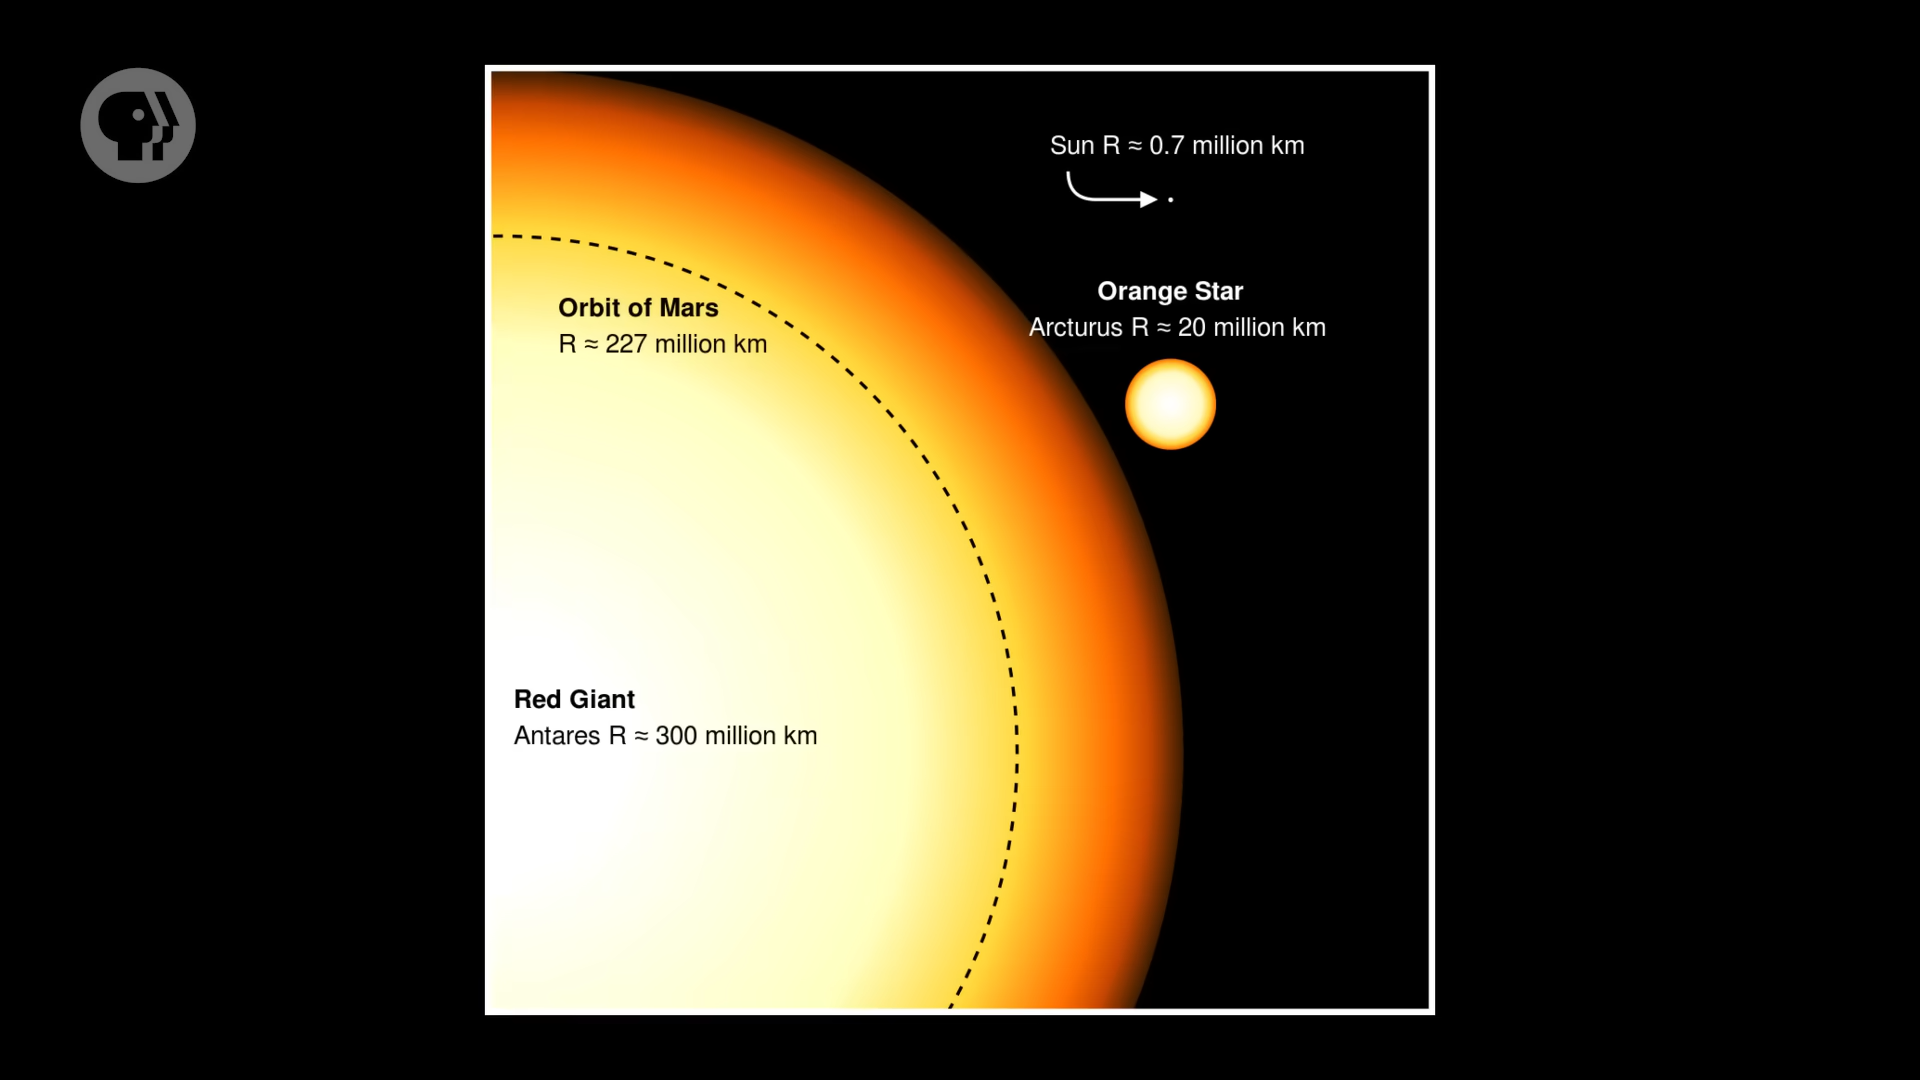 Sun R ≈ 0.7 million km
Orange Star
Arcturus R ≈ 20 million km
Orbit of Mars
R ≈ 227 million km
Red Giant
Antares R ≈ 300 million km